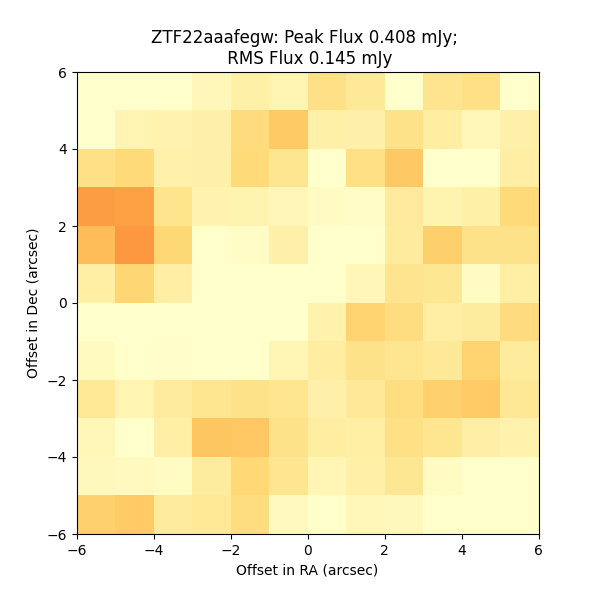 ZTF22aaafegw: Peak Flux 0.408 mJy;
RMS Flux 0.145 mJy
6
4
2
0
−2
−4
−6
Offset in Dec (arcsec)
−6 −4 −2 0 2 4 6
Offset in RA (arcsec)